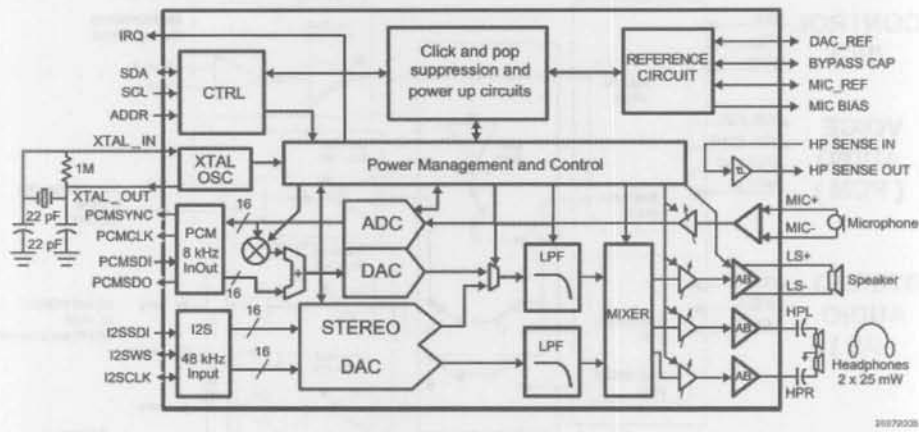 IRQ
SDA
SCL
ADDR
CTRL
Click and pop
suppression and
power up circuits
REFERENCE
CIRCUIT
DAC_REF
BYPASS CAP
MIC_REF
MIC BIAS
XTAL_IN
1M
XTAL_OUT
22 pF
22 pF
XTAL
OSC
Power Management and Control
HP SENSE IN
HP SENSE OUT
PCMSYNC
PCMCLK
PCMSDI
PCMSDO
PCM
8 kHz
InOut
16
16
+
ADC
DAC
LPF
MIXER
MIC+
MIC-
Microphone
LS+
LS-
Speaker
AB
I2SSDI
I2SWS
I2SCLK
I2S
48 kHz
Input
16
16
STEREO
DAC
LPF
AB
AB
HPL
HPR
Headphones
2 x 25 mW